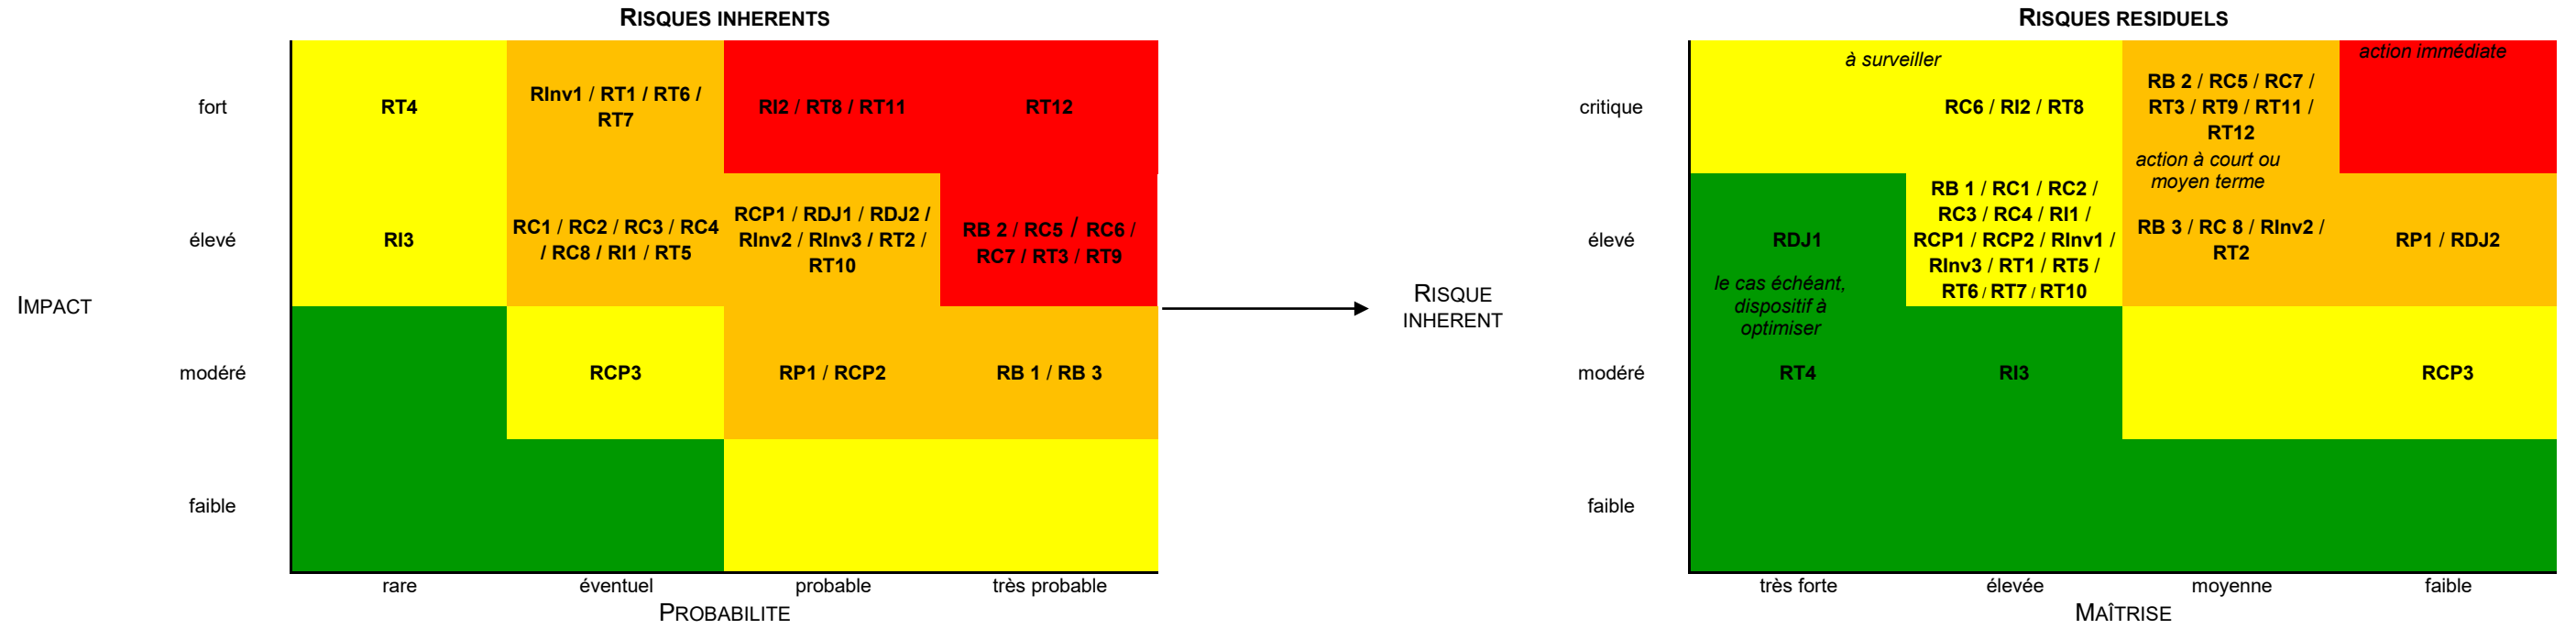 RISQUES INHERENTS
fort
RT4
RInv1 / RT1 / RT6 /
RT7
RI2 / RT8 / RT11
RT12
élevé
RI3
RC1 / RC2 / RC3 / RC4
/ RC8 / RI1 / RT5
RCP1 / RDJ1 / RDJ2 /
RInv2 / RInv3 / RT2 /
RT10
RB 2 / RC5 / RC6 /
RC7 / RT3 / RT9
IMPACT
modéré
RCP3
RP1 / RCP2
RB 1 / RB 3
faible
rare
éventuel
probable
très probable
PROBABILITE
RISQUES RESIDUELS
à surveiller
action immédiate
critique
RC6 / RI2 / RT8
RB 2 / RC5 / RC7 /
RT3 / RT9 / RT11 /
RT12
action à court ou
moyen terme
élevé
RDJ1
le cas échéant,
dispositif à
optimiser
RB 1 / RC1 / RC2 /
RC3 / RC4 / RI1 /
RCP1 / RCP2 / RInv1 /
RInv3 / RT1 / RT5 /
RT6 / RT7 / RT10
RB 3 / RC 8 / RInv2 /
RT2
RP1 / RDJ2
RISQUE
INHERENT
modéré
RT4
RI3
RCP3
faible
très forte
élevée
moyenne
faible
MAÎTRISE